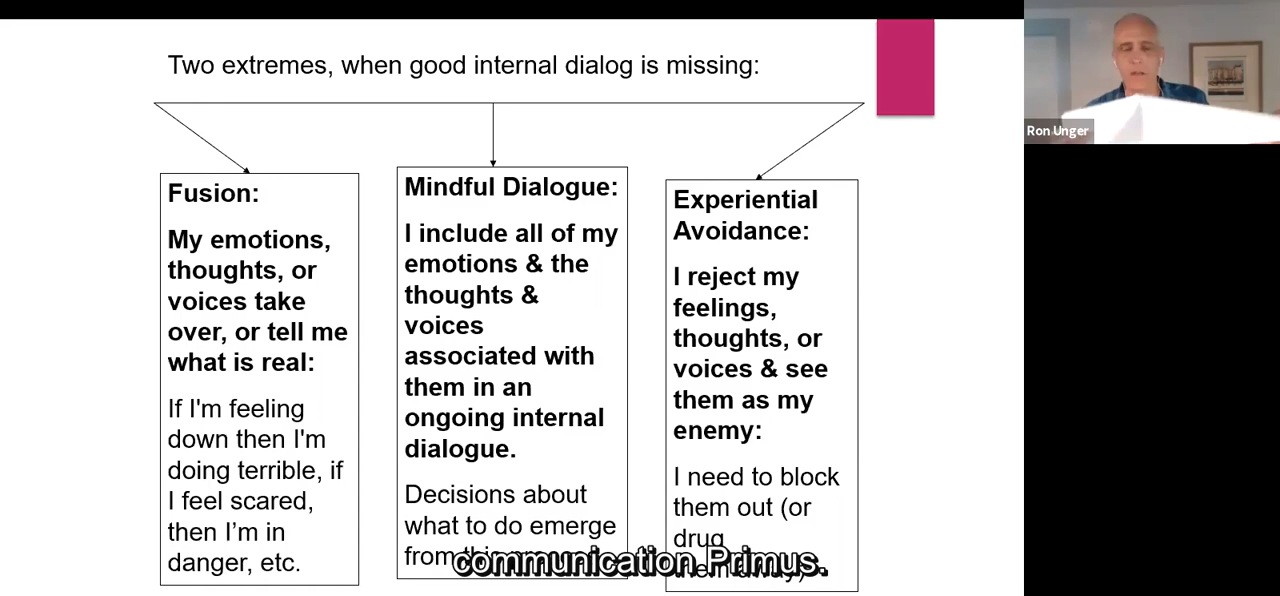 Two extremes, when good internal dialog is missing:
Fusion:
My emotions,
thoughts, or
voices take
over, or tell me
what is real:
If I'm feeling
down then I'm
doing terrible, if
I feel scared,
then I’m in
danger, etc.
Mindful Dialogue:
I include all of my
emotions & the
thoughts &
voices
associated with
them in an
ongoing internal
dialogue.
Decisions about
what to do emerge
from this
Experiential
Avoidance:
I reject my
feelings,
thoughts, or
voices & see
them as my
enemy:
I need to block
them out (or
drug
them away)
communication Primus.
Ron Unger